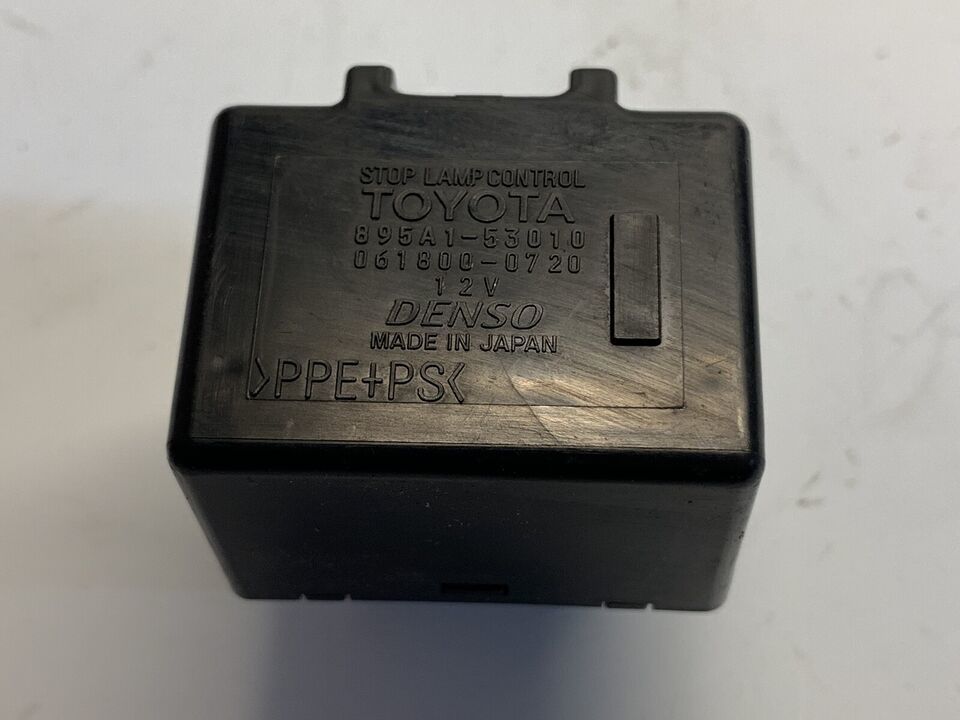 STOP LAMP CONTROL
TOYOTA
895A1-53010
061800-0720
12V
DENSO
MADE IN JAPAN
>PPE+PS<